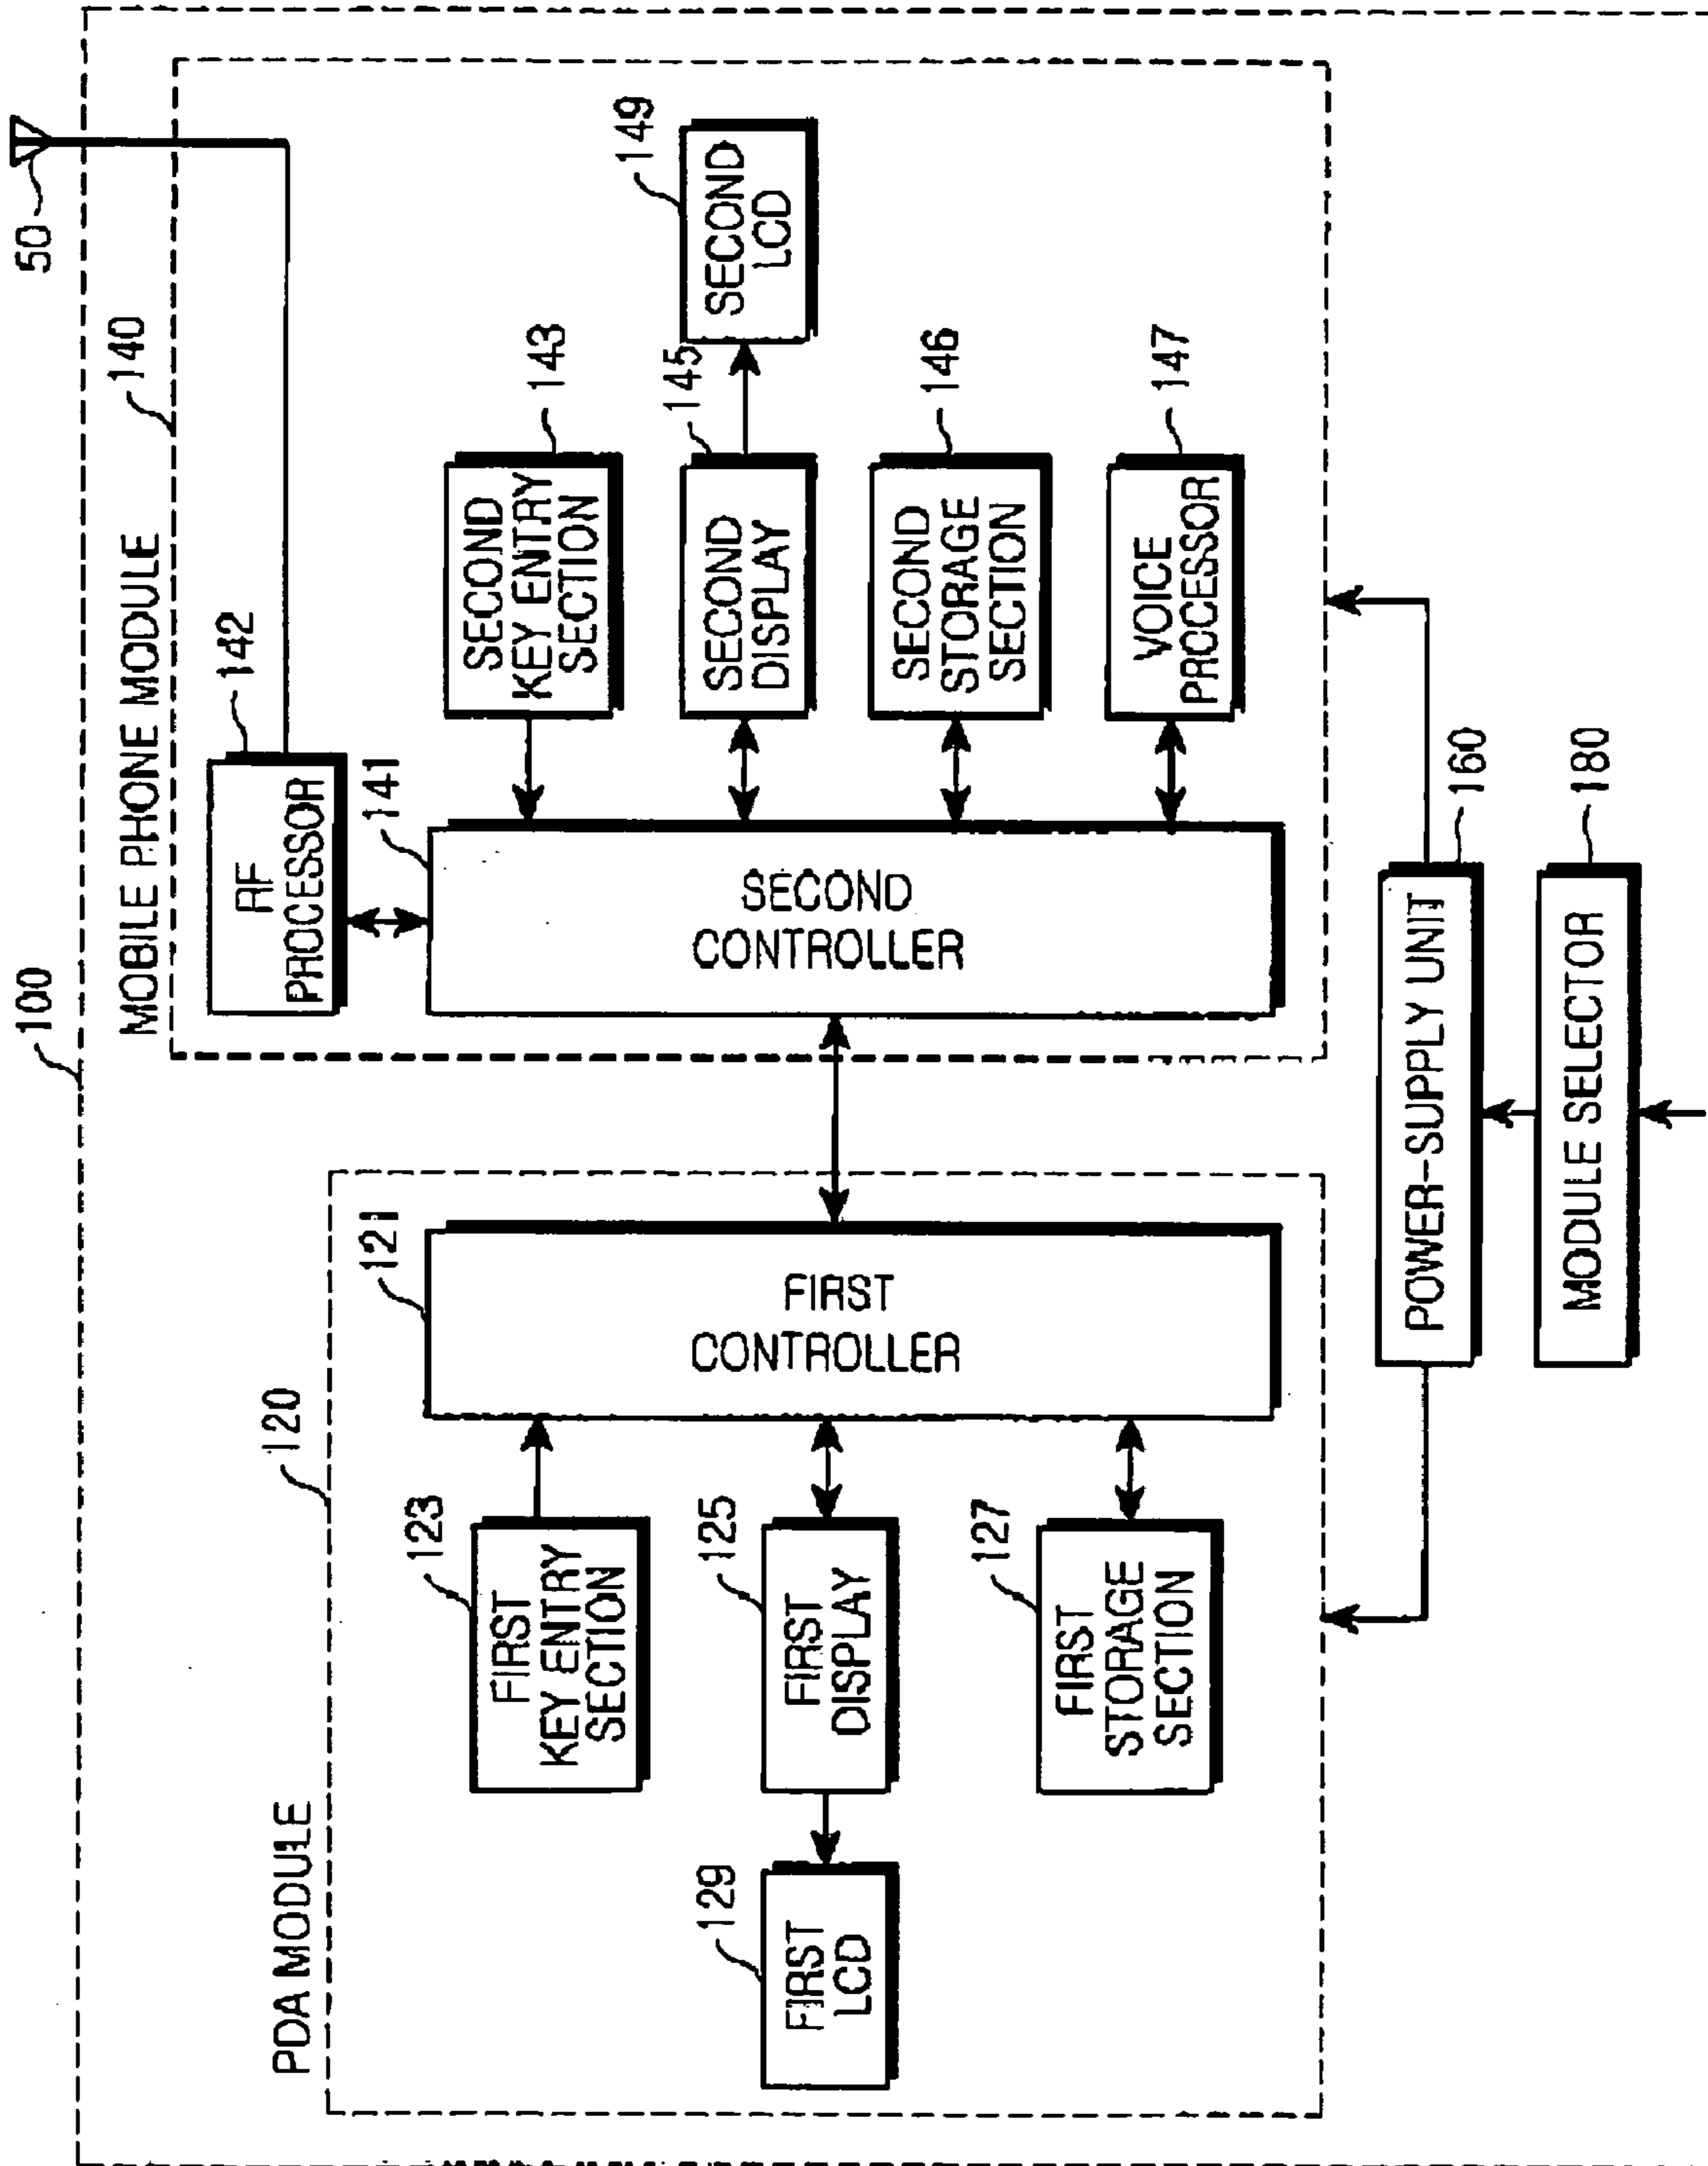 100
50
MOBILE PHONE MODULE
140
142
RF
PROCESSOR
141
SECOND
CONTROLLER
SECOND
KEY ENTRY
SECTION
143
SECOND
DISPLAY
145
SECOND
LCD
149
SECOND
STORAGE
SECTION
146
VOICE
PROCESSOR
147
PDA MODULE
120
121
FIRST
CONTROLLER
FIRST
KEY ENTRY
SECTION
123
FIRST
DISPLAY
125
FIRST
LCD
129
FIRST
STORAGE
SECTION
127
POWER-SUPPLY UNIT
160
MODULE SELECTOR
180